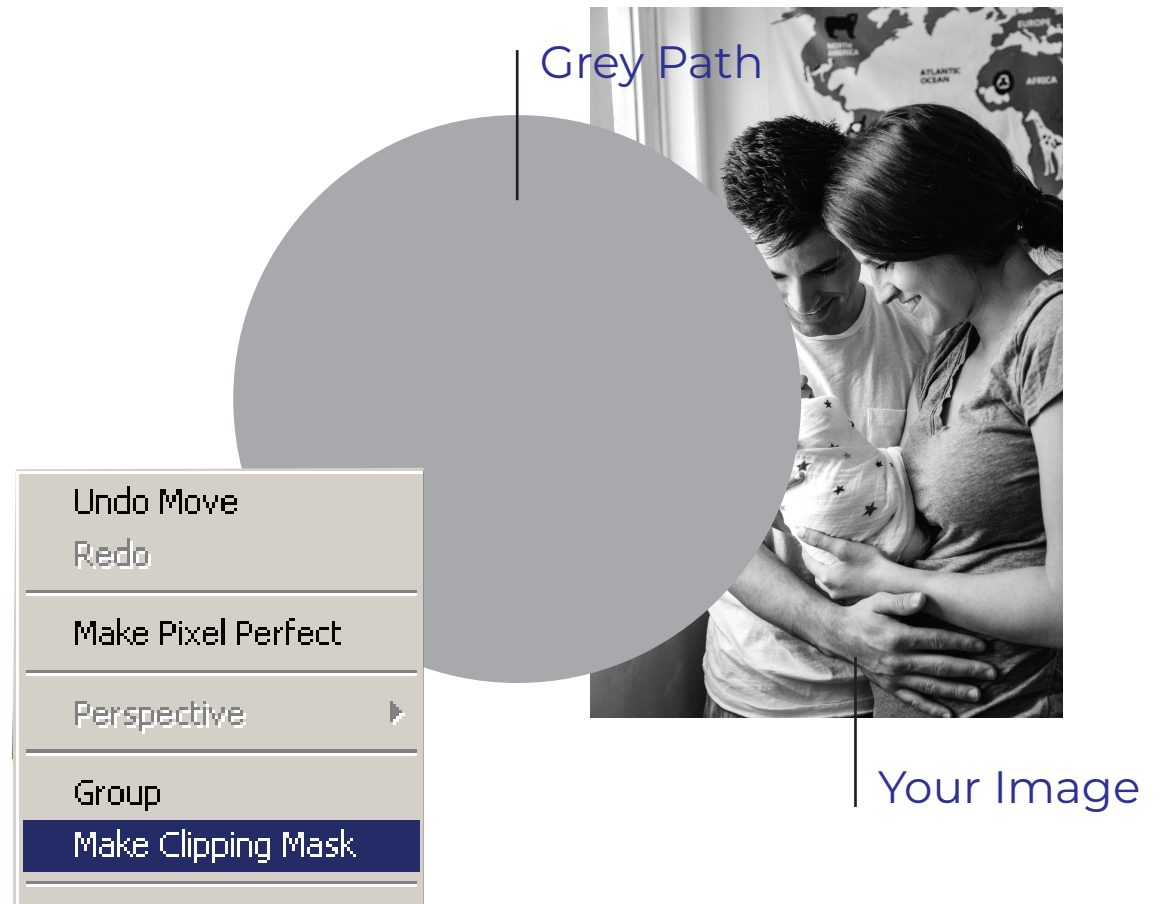 Grey Path
EUROPE
NORTH
AMERICA
ATLANTIC
OCEAN
AFRICA
Undo Move
Redo
Make Pixel Perfect
Perspective
Group
Make Clipping Mask
Your Image